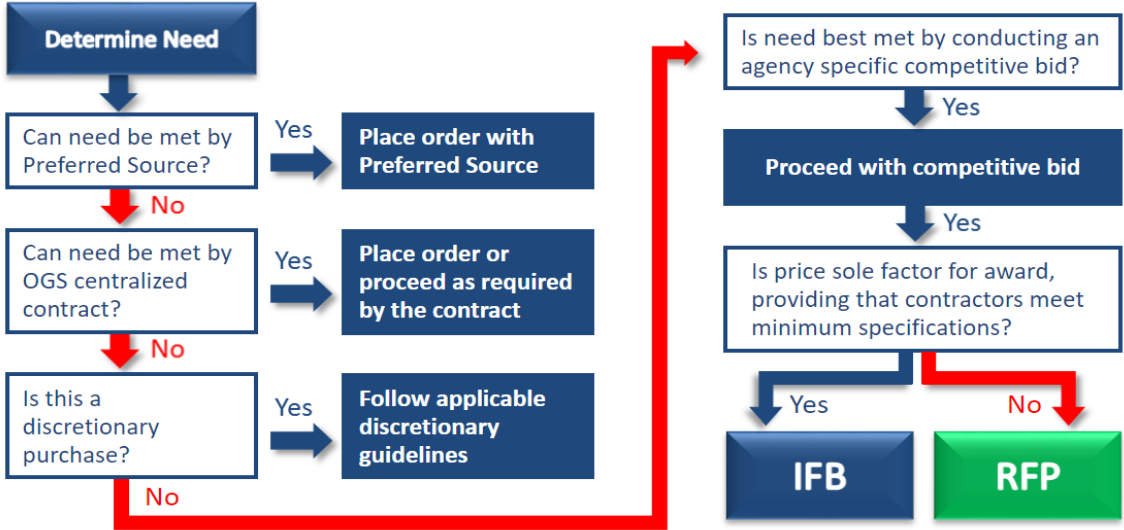 Determine Need
Can need be met by
Preferred Source?
Yes
Place order with
Preferred Source
No
Can need be met by
OGS centralized
contract?
Yes
Place order or
proceed as required
by the contract
No
Is this a
discretionary
purchase?
Yes
Follow applicable
discretionary
guidelines
No
Is need best met by conducting an
agency specific competitive bid?
Yes
Proceed with competitive bid
Yes
Is price sole factor for award,
providing that contractors meet
minimum specifications?
Yes
No
IFB
RFP